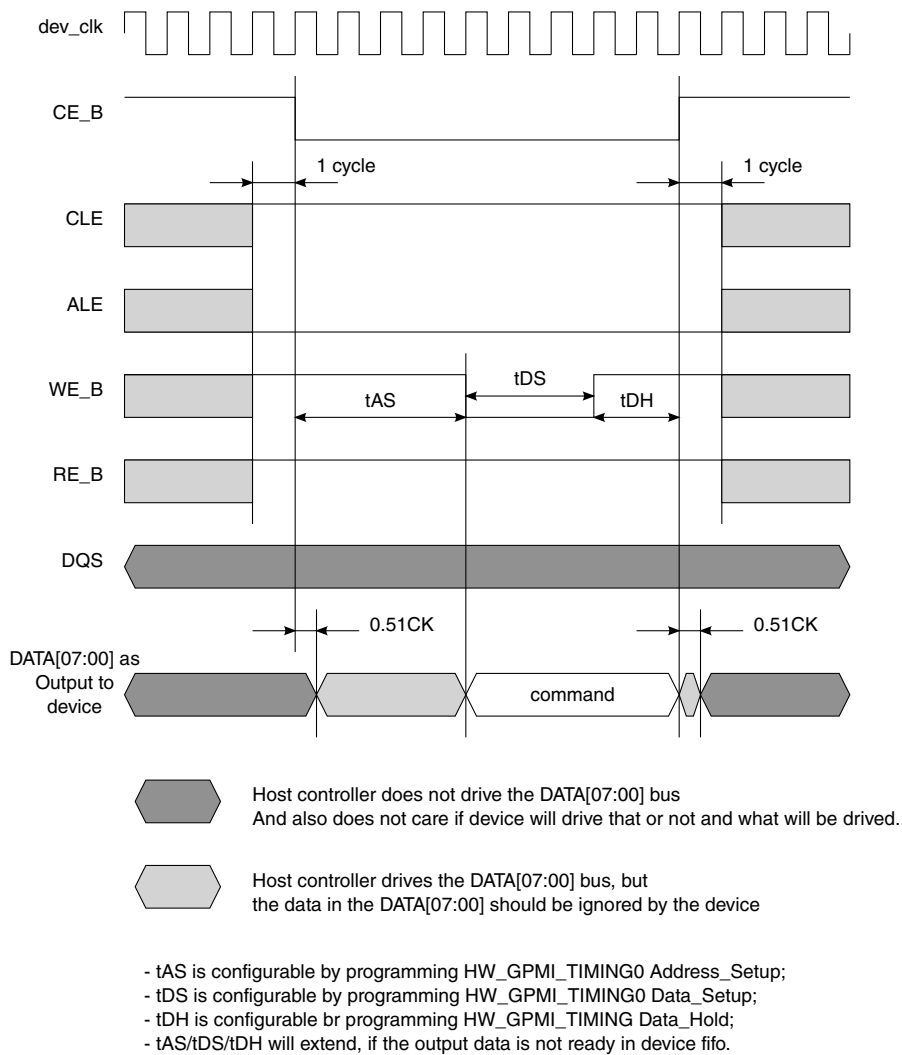 dev_clk
CE_B
1 cycle
1 cycle
CLE
ALE
WE_B
tDS
tAS
tDH
RE_B
DQS
0.51CK
0.51CK
DATA[07:00] as
Output to
device
command
Host controller does not drive the DATA[07:00] bus
And also does not care if device will drive that or not and what will be drived.
Host controller drives the DATA[07:00] bus, but
the data in the DATA[07:00] should be ignored by the device
- tAS is configurable by programming HW_GPMI_TIMING0 Address_Setup;
- tDS is configurable by programming HW_GPMI_TIMING0 Data_Setup;
- tDH is configurable br programming HW_GPMI_TIMING Data_Hold;
- tAS/tDS/tDH will extend, if the output data is not ready in device fifo.